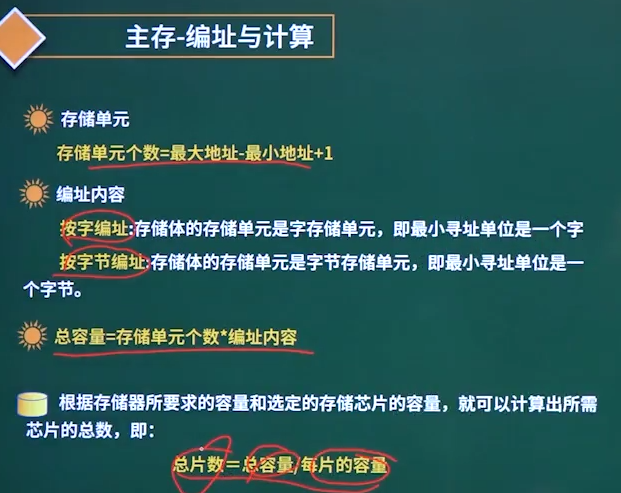 主存-编址与计算
存储单元
存储单元个数=最大地址-最小地址+1
编址内容
按字编址:存储体的存储单元是字存储单元，即最小寻址单位是一个字
按字节编址:存储体的存储单元是字节存储单元，即最小寻址单位是一
个字节。
总容量=存储单元个数*编址内容
根据存储器所要求的容量和选定的存储芯片的容量，就可以计算出所需
芯片的总数，即：
总片数＝总容量/每片的容量